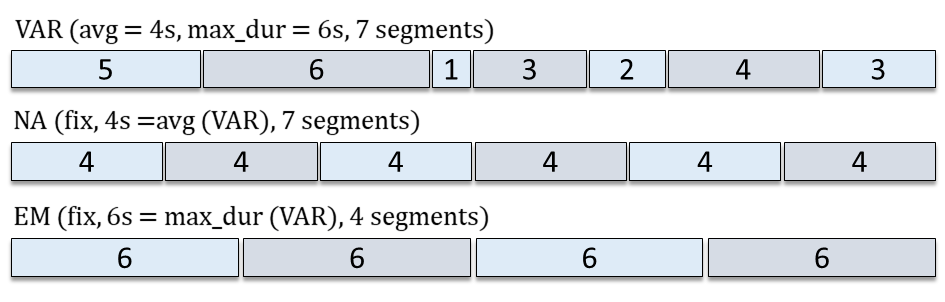 VAR (avg = 4s, max_dur = 6s, 7 segments)
5 6 1 3 2 4 3
NA (fix, 4s =avg (VAR), 7 segments)
4 4 4 4 4 4
EM (fix, 6s = max_dur (VAR), 4 segments)
6 6 6 6